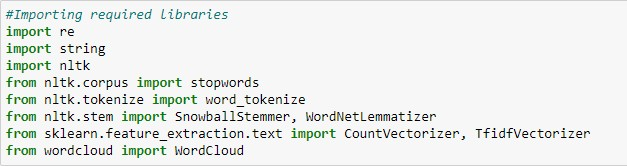 #Importing required libraries
import re
import string
import nltk
from nltk.corpus import stopwords
from nltk.tokenize import word_tokenize
from nltk.stem import SnowballStemmer, WordNetLemmatizer
from sklearn.feature_extraction.text import CountVectorizer, TfidfVectorizer
from wordcloud import WordCloud